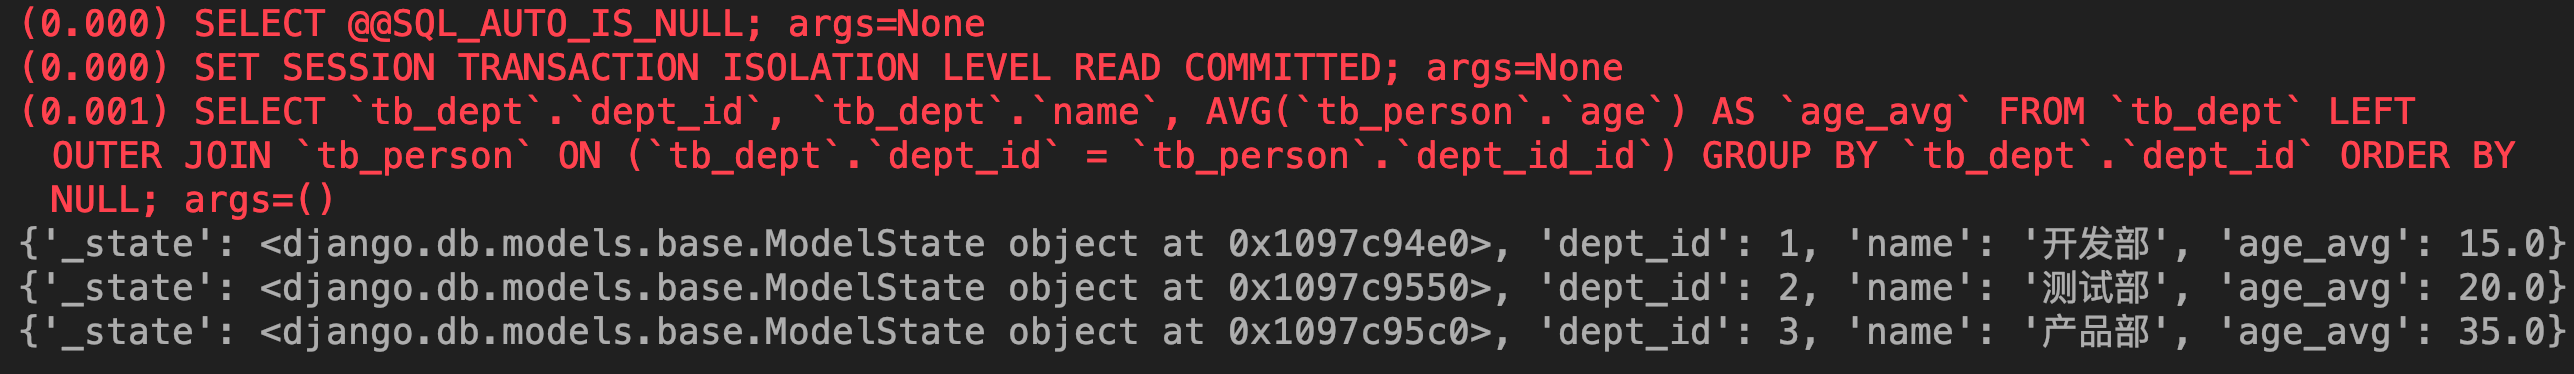 (0.000) SELECT @@SQL_AUTO_IS_NULL; args=None
(0.000) SET SESSION TRANSACTION ISOLATION LEVEL READ COMMITTED; args=None
(0.001) SELECT `tb_dept`.`dept_id`, `tb_dept`.`name`, AVG(`tb_person`.`age`) AS `age_avg` FROM `tb_dept` LEFT
OUTER JOIN `tb_person` ON (`tb_dept`.`dept_id` = `tb_person`.`dept_id_id`) GROUP BY `tb_dept`.`dept_id` ORDER BY
NULL; args=()
{'_state': <django.db.models.base.ModelState object at 0x1097c94e0>, 'dept_id': 1, 'name': '开发部', 'age_avg': 15.0}
{'_state': <django.db.models.base.ModelState object at 0x1097c9550>, 'dept_id': 2, 'name': '测试部', 'age_avg': 20.0}
{'_state': <django.db.models.base.ModelState object at 0x1097c95c0>, 'dept_id': 3, 'name': '产品部', 'age_avg': 35.0}